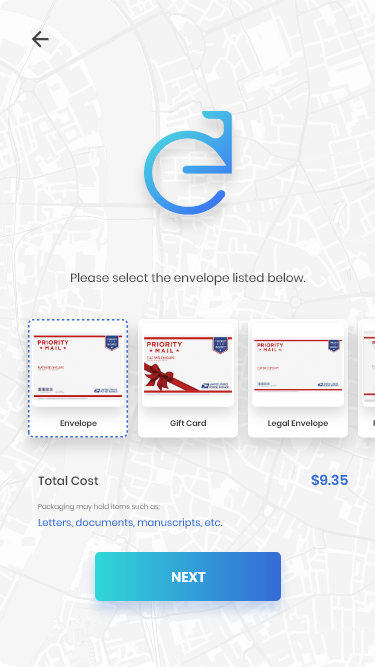 Please select the envelope listed below.
PRIORITY
MAIL
PRIORITY
MAIL
PRIORITY
MAIL
Envelope
Gift Card
Legal Envelope
Total Cost
$9.35
Packaging may hold items such as:
Letters, documents, manuscripts, etc.
NEXT